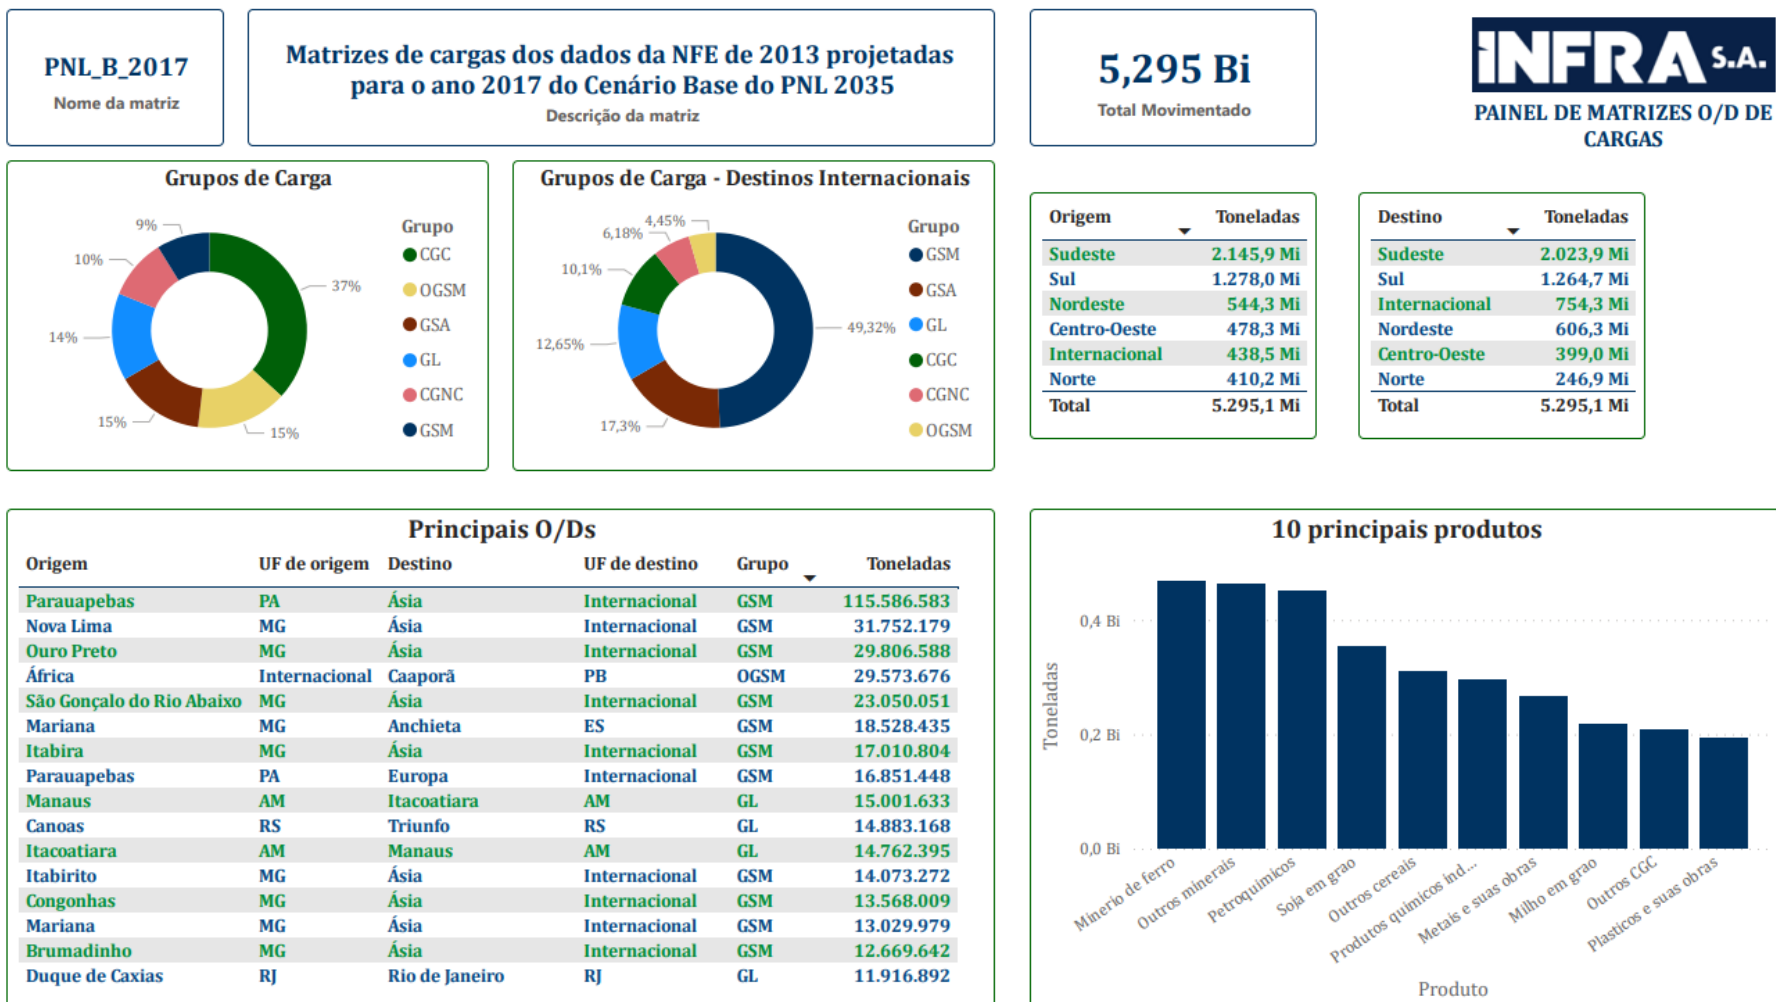 PNL_B_2017
Nome da matriz
Matrizes de cargas dos dados da NFE de 2013 projetadas
para o ano 2017 do Cenário Base do PNL 2035
Descrição da matriz
5,295 Bi
Total Movimentado
INFRA S.A.
PAINEL DE MATRIZES O/D DE
CARGAS
Grupos de Carga
9%
10%
14%
15%
15%
37%
Grupo
CGC
OGSM
GSA
GL
CGNC
GSM
Grupos de Carga - Destinos Internacionais
4,45%
6,18%
10,1%
12,65%
17,3%
49,32%
Grupo
GSM
GSA
GL
CGC
CGNC
OGSM
Origem Toneladas
Sudeste 2.145,9 Mi
Sul 1.278,0 Mi
Nordeste 544,3 Mi
Centro-Oeste 478,3 Mi
Internacional 438,5 Mi
Norte 410,2 Mi
Total 5.295,1 Mi
Destino Toneladas
Sudeste 2.023,9 Mi
Sul 1.264,7 Mi
Internacional 754,3 Mi
Nordeste 606,3 Mi
Centro-Oeste 399,0 Mi
Norte 246,9 Mi
Total 5.295,1 Mi
Principais O/Ds
Origem UF de origem Destino UF de destino Grupo Toneladas
Parauapebas PA Ásia Internacional GSM 115.586.583
Nova Lima MG Ásia Internacional GSM 31.752.179
Ouro Preto MG Ásia Internacional GSM 29.806.588
África Internacional Caaporã PB OGSM 29.573.676
São Gonçalo do Rio Abaixo MG Ásia Internacional GSM 23.050.051
Mariana MG Anchieta ES GSM 18.528.435
Itabira MG Ásia Internacional GSM 17.010.804
Parauapebas PA Europa Internacional GSM 16.851.448
Manaus AM Itacoatiara AM GL 15.001.633
Canoas RS Triunfo RS GL 14.883.168
Itacoatiara AM Manaus AM GL 14.762.395
Itabirito MG Ásia Internacional GSM 14.073.272
Congonhas MG Ásia Internacional GSM 13.568.009
Mariana MG Ásia Internacional GSM 13.029.979
Brumadinho MG Ásia Internacional GSM 12.669.642
Duque de Caxias RJ Rio de Janeiro RJ GL 11.916.892
10 principais produtos
Toneladas
0,4 Bi
0,2 Bi
0,0 Bi
Minerio de ferro
Outros minerais
Petroquimicos
Soja em grao
Outros cereais
Produtos quimicos ind...
Metais e suas obras
Milho em grao
Outros CGC
Plasticos e suas obras
Produto